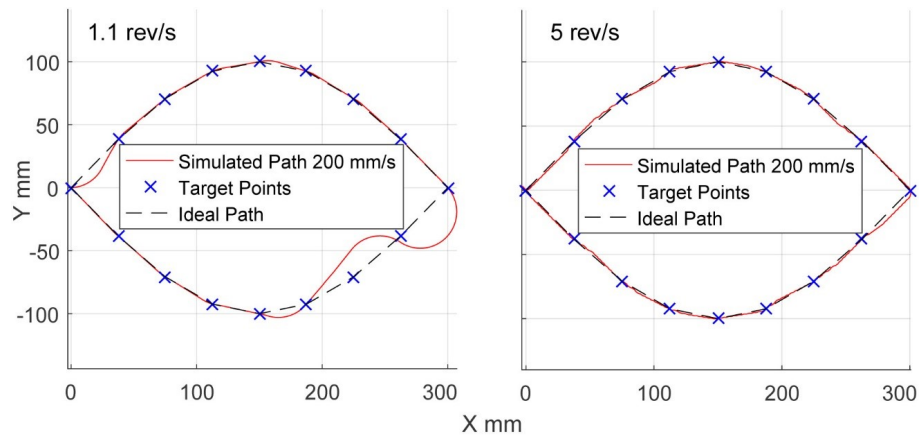 1.1 rev/s
100
50
0
-50
-100
Y mm
Simulated Path 200 mm/s
Target Points
Ideal Path
0
100
200
300
5 rev/s
Simulated Path 200 mm/s
Target Points
Ideal Path
0
100
200
300
X mm